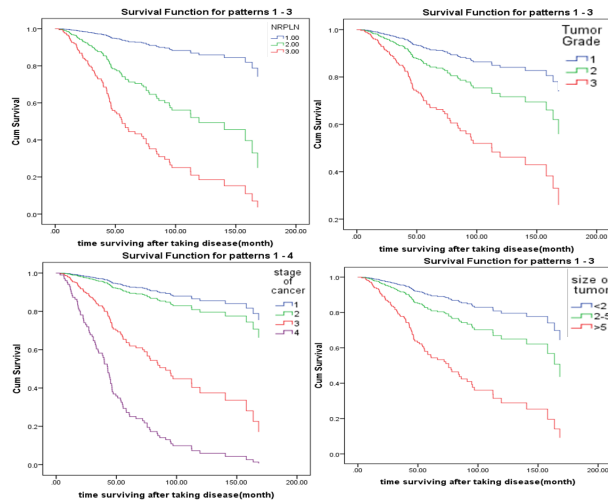 Survival Function for patterns 1 - 3
NRPLN
1.00
2.00
3.00
1.0
0.8
0.6
0.4
0.2
0.0
Cum Survival
.00 50.00 100.00 150.00 200.00
time surviving after taking disease(month)
Survival Function for patterns 1 - 3
Tumor
Grade
1
2
3
1.0
0.8
0.6
0.4
0.2
Cum Survival
.00 50.00 100.00 150.00 200.00
time surviving after taking disease(month)
Survival Function for patterns 1 - 4
stage
of
cancer
1
2
3
4
1.0
0.8
0.6
0.4
0.2
0.0
Cum Survival
.00 50.00 100.00 150.00 200.00
time surviving after taking disease(month)
Survival Function for patterns 1 - 3
size o
tumor
<2
2-5
>5
1.0
0.8
0.6
0.4
0.2
0.0
Cum Survival
.00 50.00 100.00 150.00 200.00
time surviving after taking disease(month)